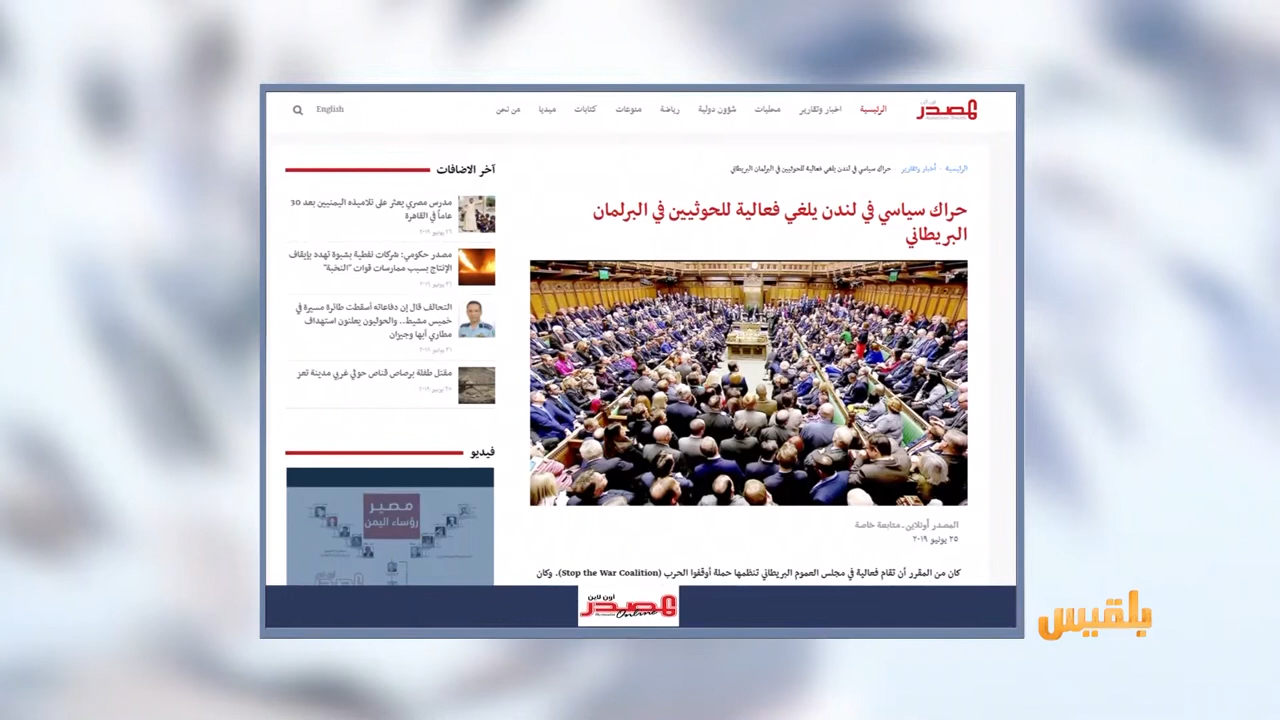 المصدر
الرئيسية
اخبار وتقارير
محليات
شؤون دولية
رياضة
منوعات
كتابات
ميديا
من نحن
English
الرئيسية - أخبار وتقارير حراك سياسي في لندن يلغي فعالية للحوثيين في البرلمان البريطاني
حراك سياسي في لندن يلغي فعالية للحوثيين في البرلمان
البريطاني
المصدر أونلاين ـ متابعة خاصة
٢٥ يونيو ٢٠١٩
كان من المقرر أن تقام فعالية في مجلس العموم البريطاني تنظمها حملة أوقفوا الحرب (Stop the War Coalition)، وكان
آخر الاضافات
مدرس مصري يعثر على تلاميذه اليمنيين بعد 30
عاماً في القاهرة
مصدر حكومي: شركات نفطية بشبوة تهدد بإيقاف
الإنتاج بسبب ممارسات قوات "النخبة"
التحالف قال إن دفاعاته أسقطت طائرة مسيرة في
خميس مشيط.. والحوثيون يعلنون استهداف
مطاري أبها وجيزان
مقتل طفلة برصاص قناص حوثي غربي مدينة تعز
فيديو
مصير
رؤساء اليمن
أون لاين
المصدر
Online
بلقيس